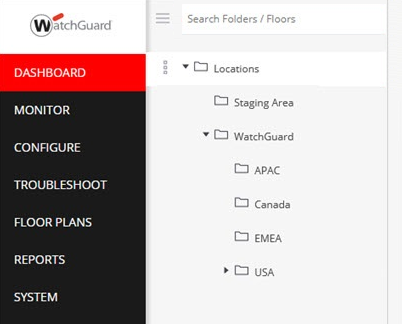 WatchGuard
Search Folders / Floors
DASHBOARD
MONITOR
CONFIGURE
TROUBLESHOOT
FLOOR PLANS
REPORTS
SYSTEM
Locations
Staging Area
WatchGuard
APAC
Canada
EMEA
USA